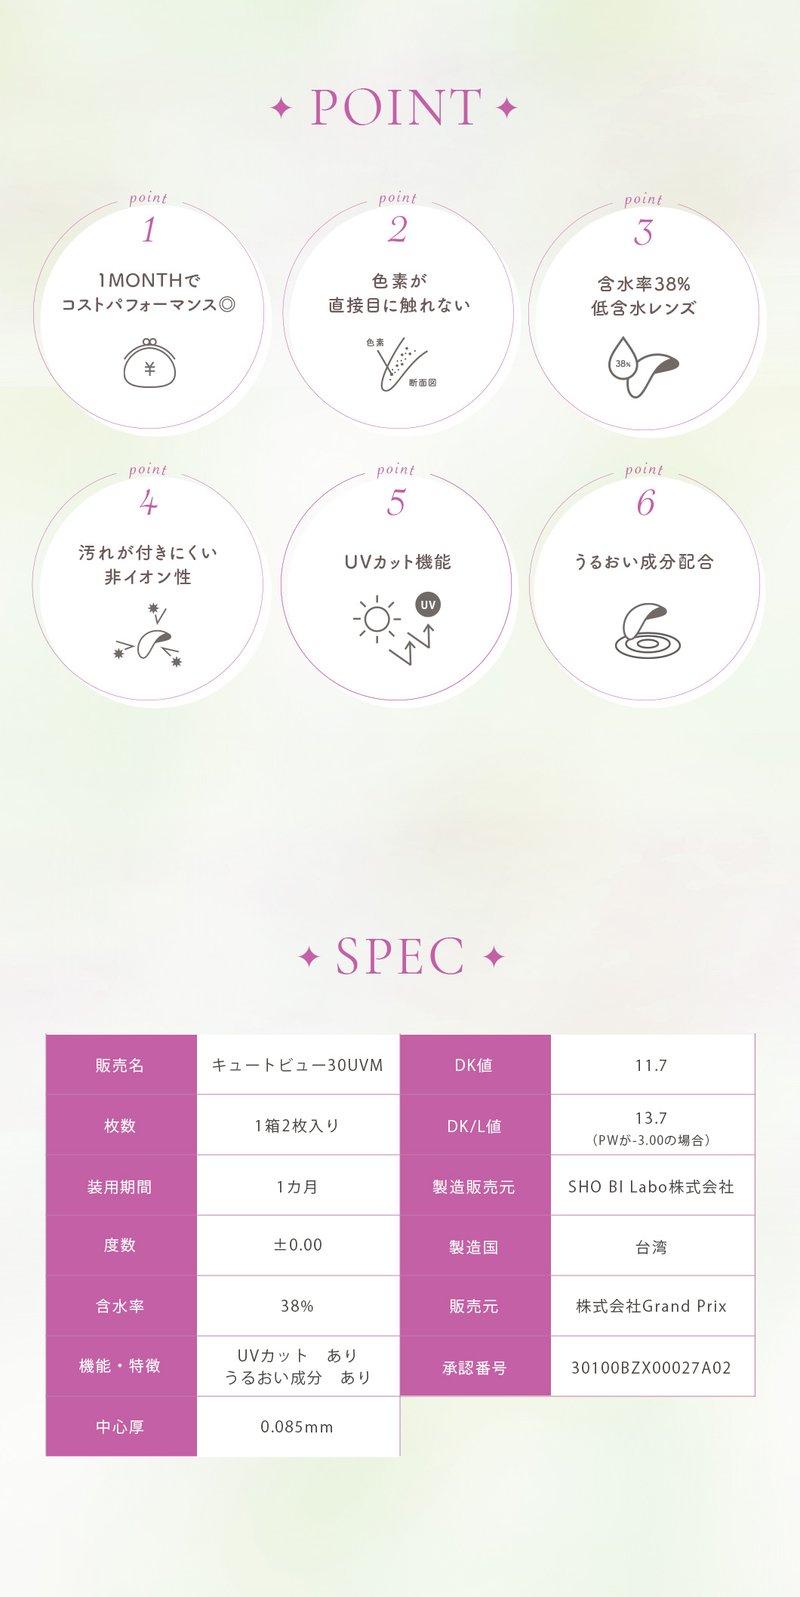 POINT
point
1
1MONTHで
コストパフォーマンス◎
¥
point
2
色素が
直接目に触れない
色素
断面図
point
3
含水率38%
低含水レンズ
38%
point
4
汚れが付きにくい
非イオン性
point
5
UVカット機能
UV
point
6
うるおい成分配合
SPEC
販売名
キュートビュー30UVM
枚数
1箱2枚入り
装用期間
1カ月
度数
±0.00
含水率
38%
機能・特徴
UVカット　あり
うるおい成分　あり
中心厚
0.085mm
DK値
11.7
DK/L値
13.7
（PWが-3.00の場合）
製造販売元
SHO BI Labo株式会社
製造国
台湾
販売元
株式会社Grand Prix
承認番号
30100BZX00027A02